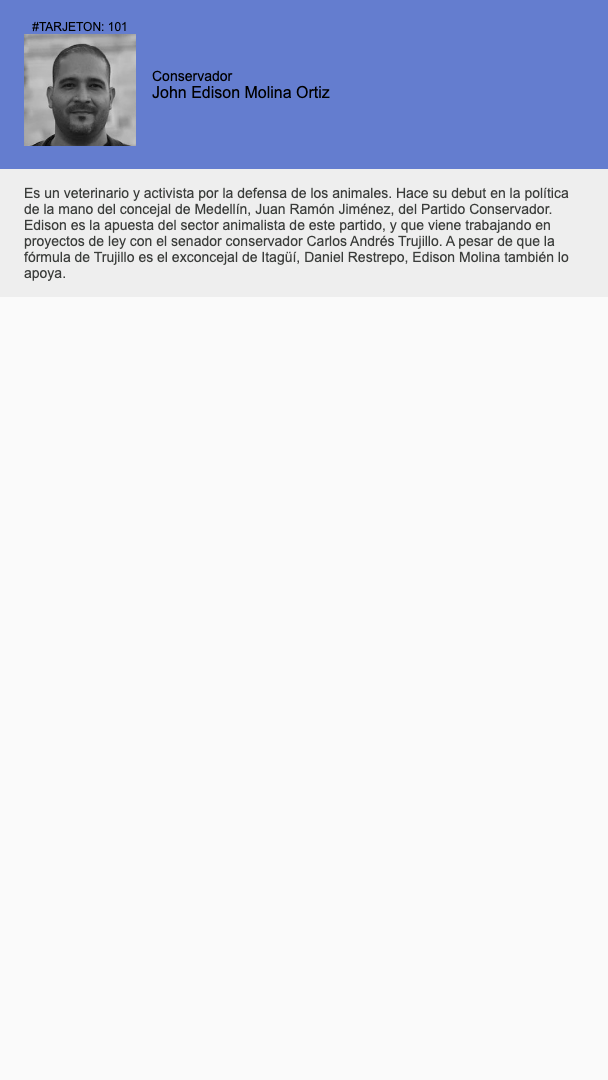 #TARJETON: 101
Conservador
John Edison Molina Ortiz
Es un veterinario y activista por la defensa de los animales. Hace su debut en la política
de la mano del concejal de Medellín, Juan Ramón Jiménez, del Partido Conservador.
Edison es la apuesta del sector animalista de este partido, y que viene trabajando en
proyectos de ley con el senador conservador Carlos Andrés Trujillo. A pesar de que la
fórmula de Trujillo es el exconcejal de Itagüí, Daniel Restrepo, Edison Molina también lo
apoya.